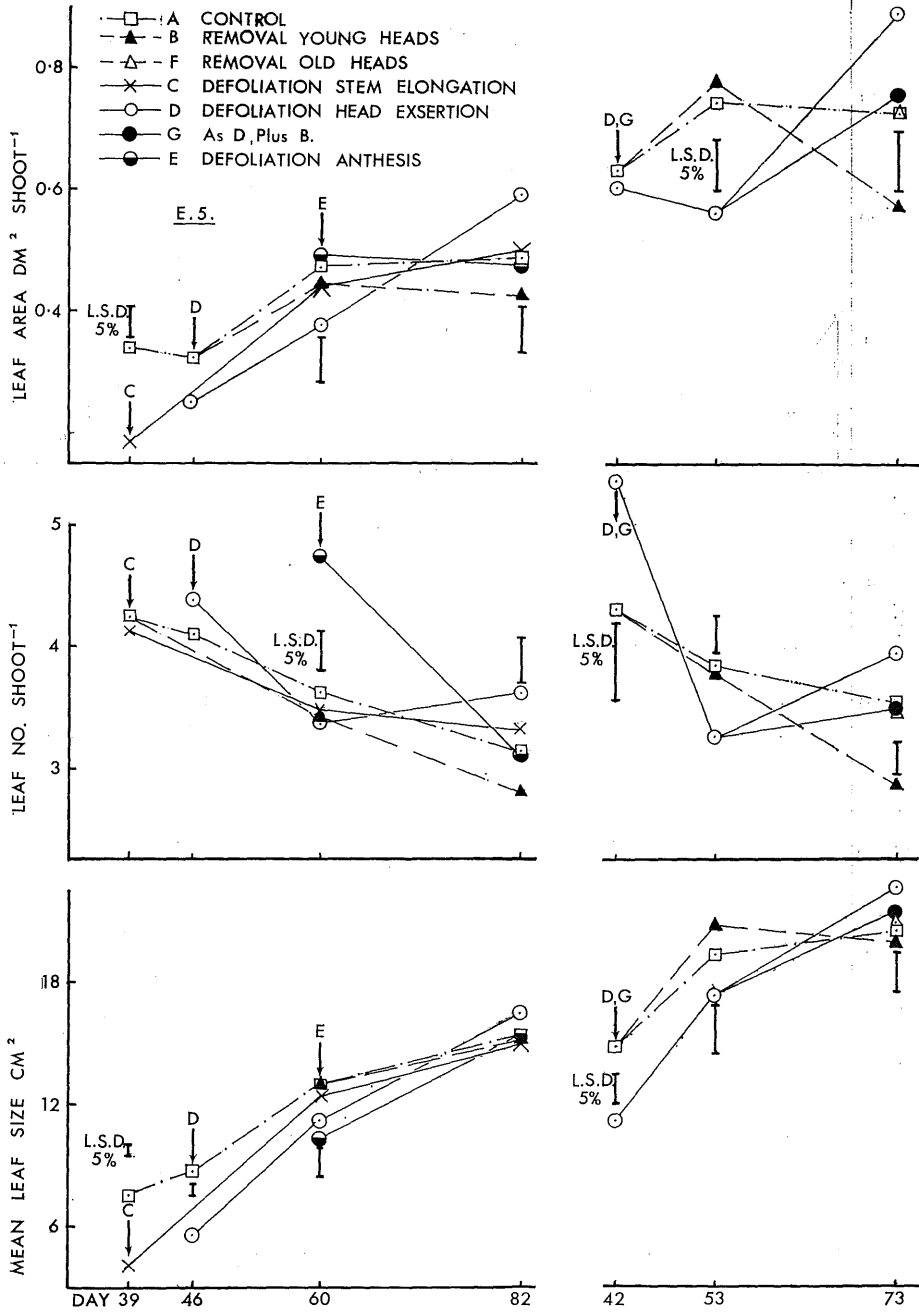 A CONTROL
B REMOVAL YOUNG HEADS
F REMOVAL OLD HEADS
C DEFOLIATION STEM ELONGATION
D DEFOLIATION HEAD EXSERTION
G As D, Plus B.
E DEFOLIATION ANTHESIS
E.5.
LEAF AREA DM² SHOOT⁻¹
0·8
0·6
0·4
L.S.D.
5%
C
D
E
D,G
L.S.D.
5%
LEAF NO. SHOOT⁻¹
5
4
3
C
D
E
L.S.D.
5%
D,G
L.S.D.
5%
MEAN LEAF SIZE CM²
18
12
6
L.S.D.
5%
C
D
E
D,G
L.S.D.
5%
DAY 39 46 60 82
42 53 73